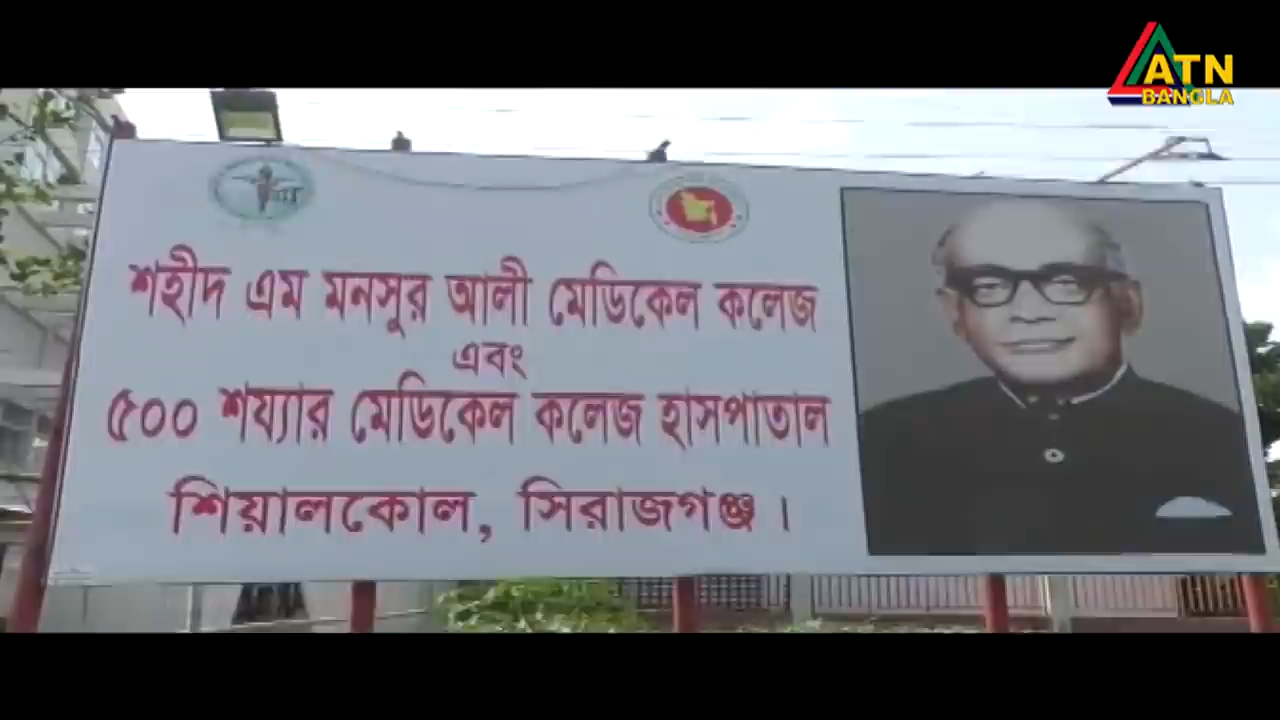 ATN
BANGLA
শহীদ এম মনসুর আলী মেডিকেল কলেজ
এবং
৫০০ শয্যার মেডিকেল কলেজ হাসপাতাল
শিয়ালকোল, সিরাজগঞ্জ।